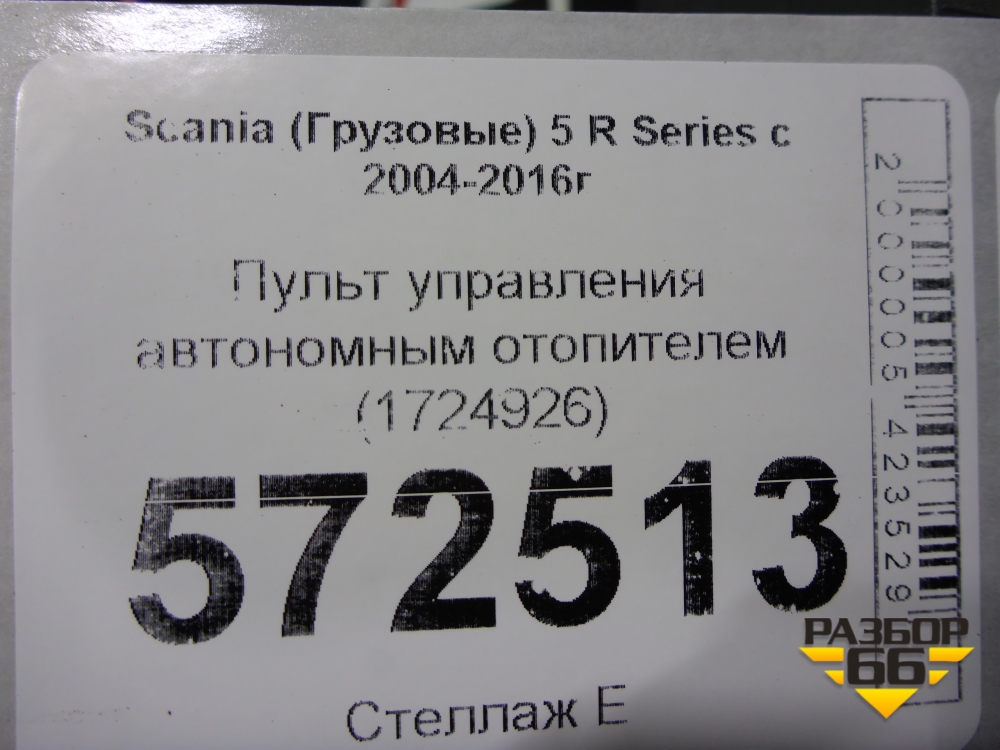 Scania (Грузовые) 5 R Series с
2004-2016г
Пульт управления
автономным отопителем
(1724926)
572513
Стеллаж Е
2000005423529
РАЗБОР
66